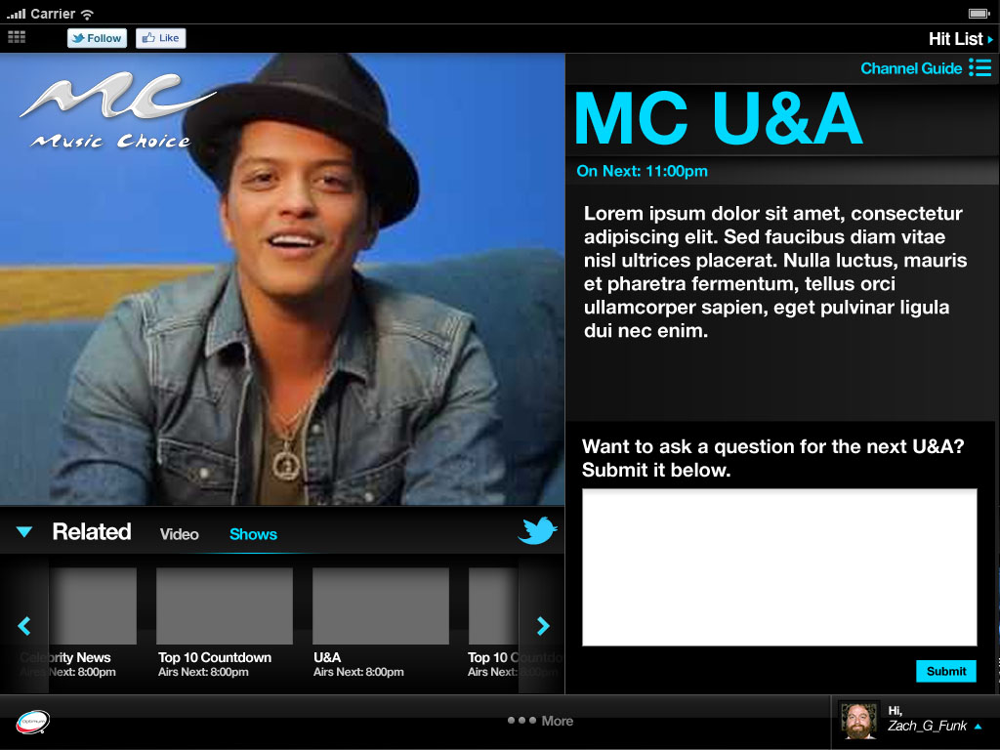 Carrier
Follow
Like
Hit List
MC
Music Choice
Channel Guide
MC U&A
On Next: 11:00pm
Lorem ipsum dolor sit amet, consectetur
adipiscing elit. Sed faucibus diam vitae
nisl ultrices placerat. Nulla luctus, mauris
et pharetra fermentum, tellus orci
ullamcorper sapien, eget pulvinar ligula
dui nec enim.
Want to ask a question for the next U&A?
Submit it below.
Submit
Related
Video
Shows
Celebrity News
Aires Next: 8:00pm
Top 10 Countdown
Airs Next: 8:00pm
U&A
Airs Next: 8:00pm
Top 10 Countdo
Airs Next: 8:00pm
optimum
More
Hi,
Zach_G_Funk